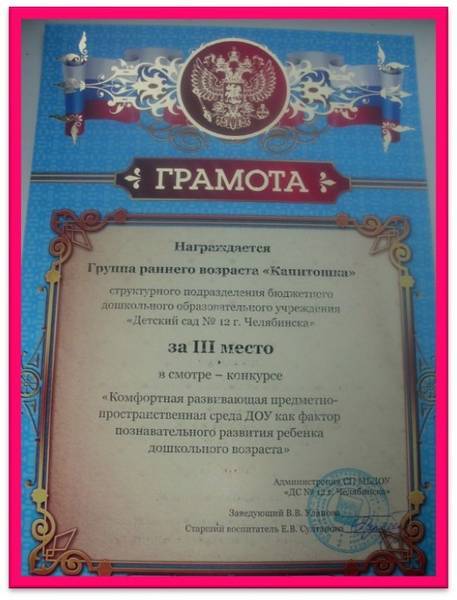 ГРАМОТА
Награждается
Группа раннего возраста «Капитошка»
структурного подразделения бюджетного
дошкольного образовательного учреждения
«Детский сад № 12 г. Челябинска»
за III место
в смотре – конкурсе
«Комфортная развивающая предметно-
пространственная среда ДОУ как фактор
познавательного развития ребенка
дошкольного возраста»
Администрация СП МБДОУ
«ДС № 12 г. Челябинска»
Заведующий В.В.
Старший воспитатель Е.В.